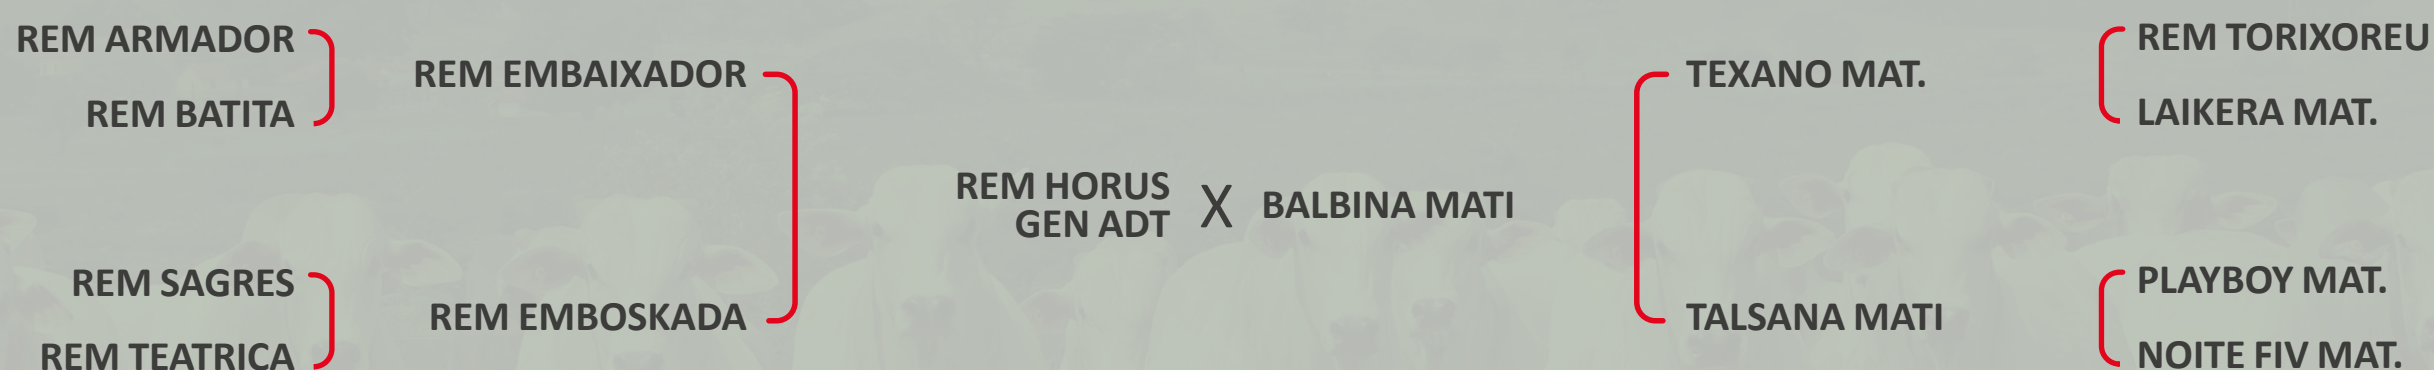 REM ARMADOR
REM BATITA
REM EMBAIXADOR
REM SAGRES
REM TEATRICA
REM EMBOSKADA
REM HORUS
GEN ADT
X
BALBINA MATI
TEXANO MAT.
REM TORIXOREU
LAIKERA MAT.
TALSANA MATI
PLAYBOY MAT.
NOITE FIV MAT.